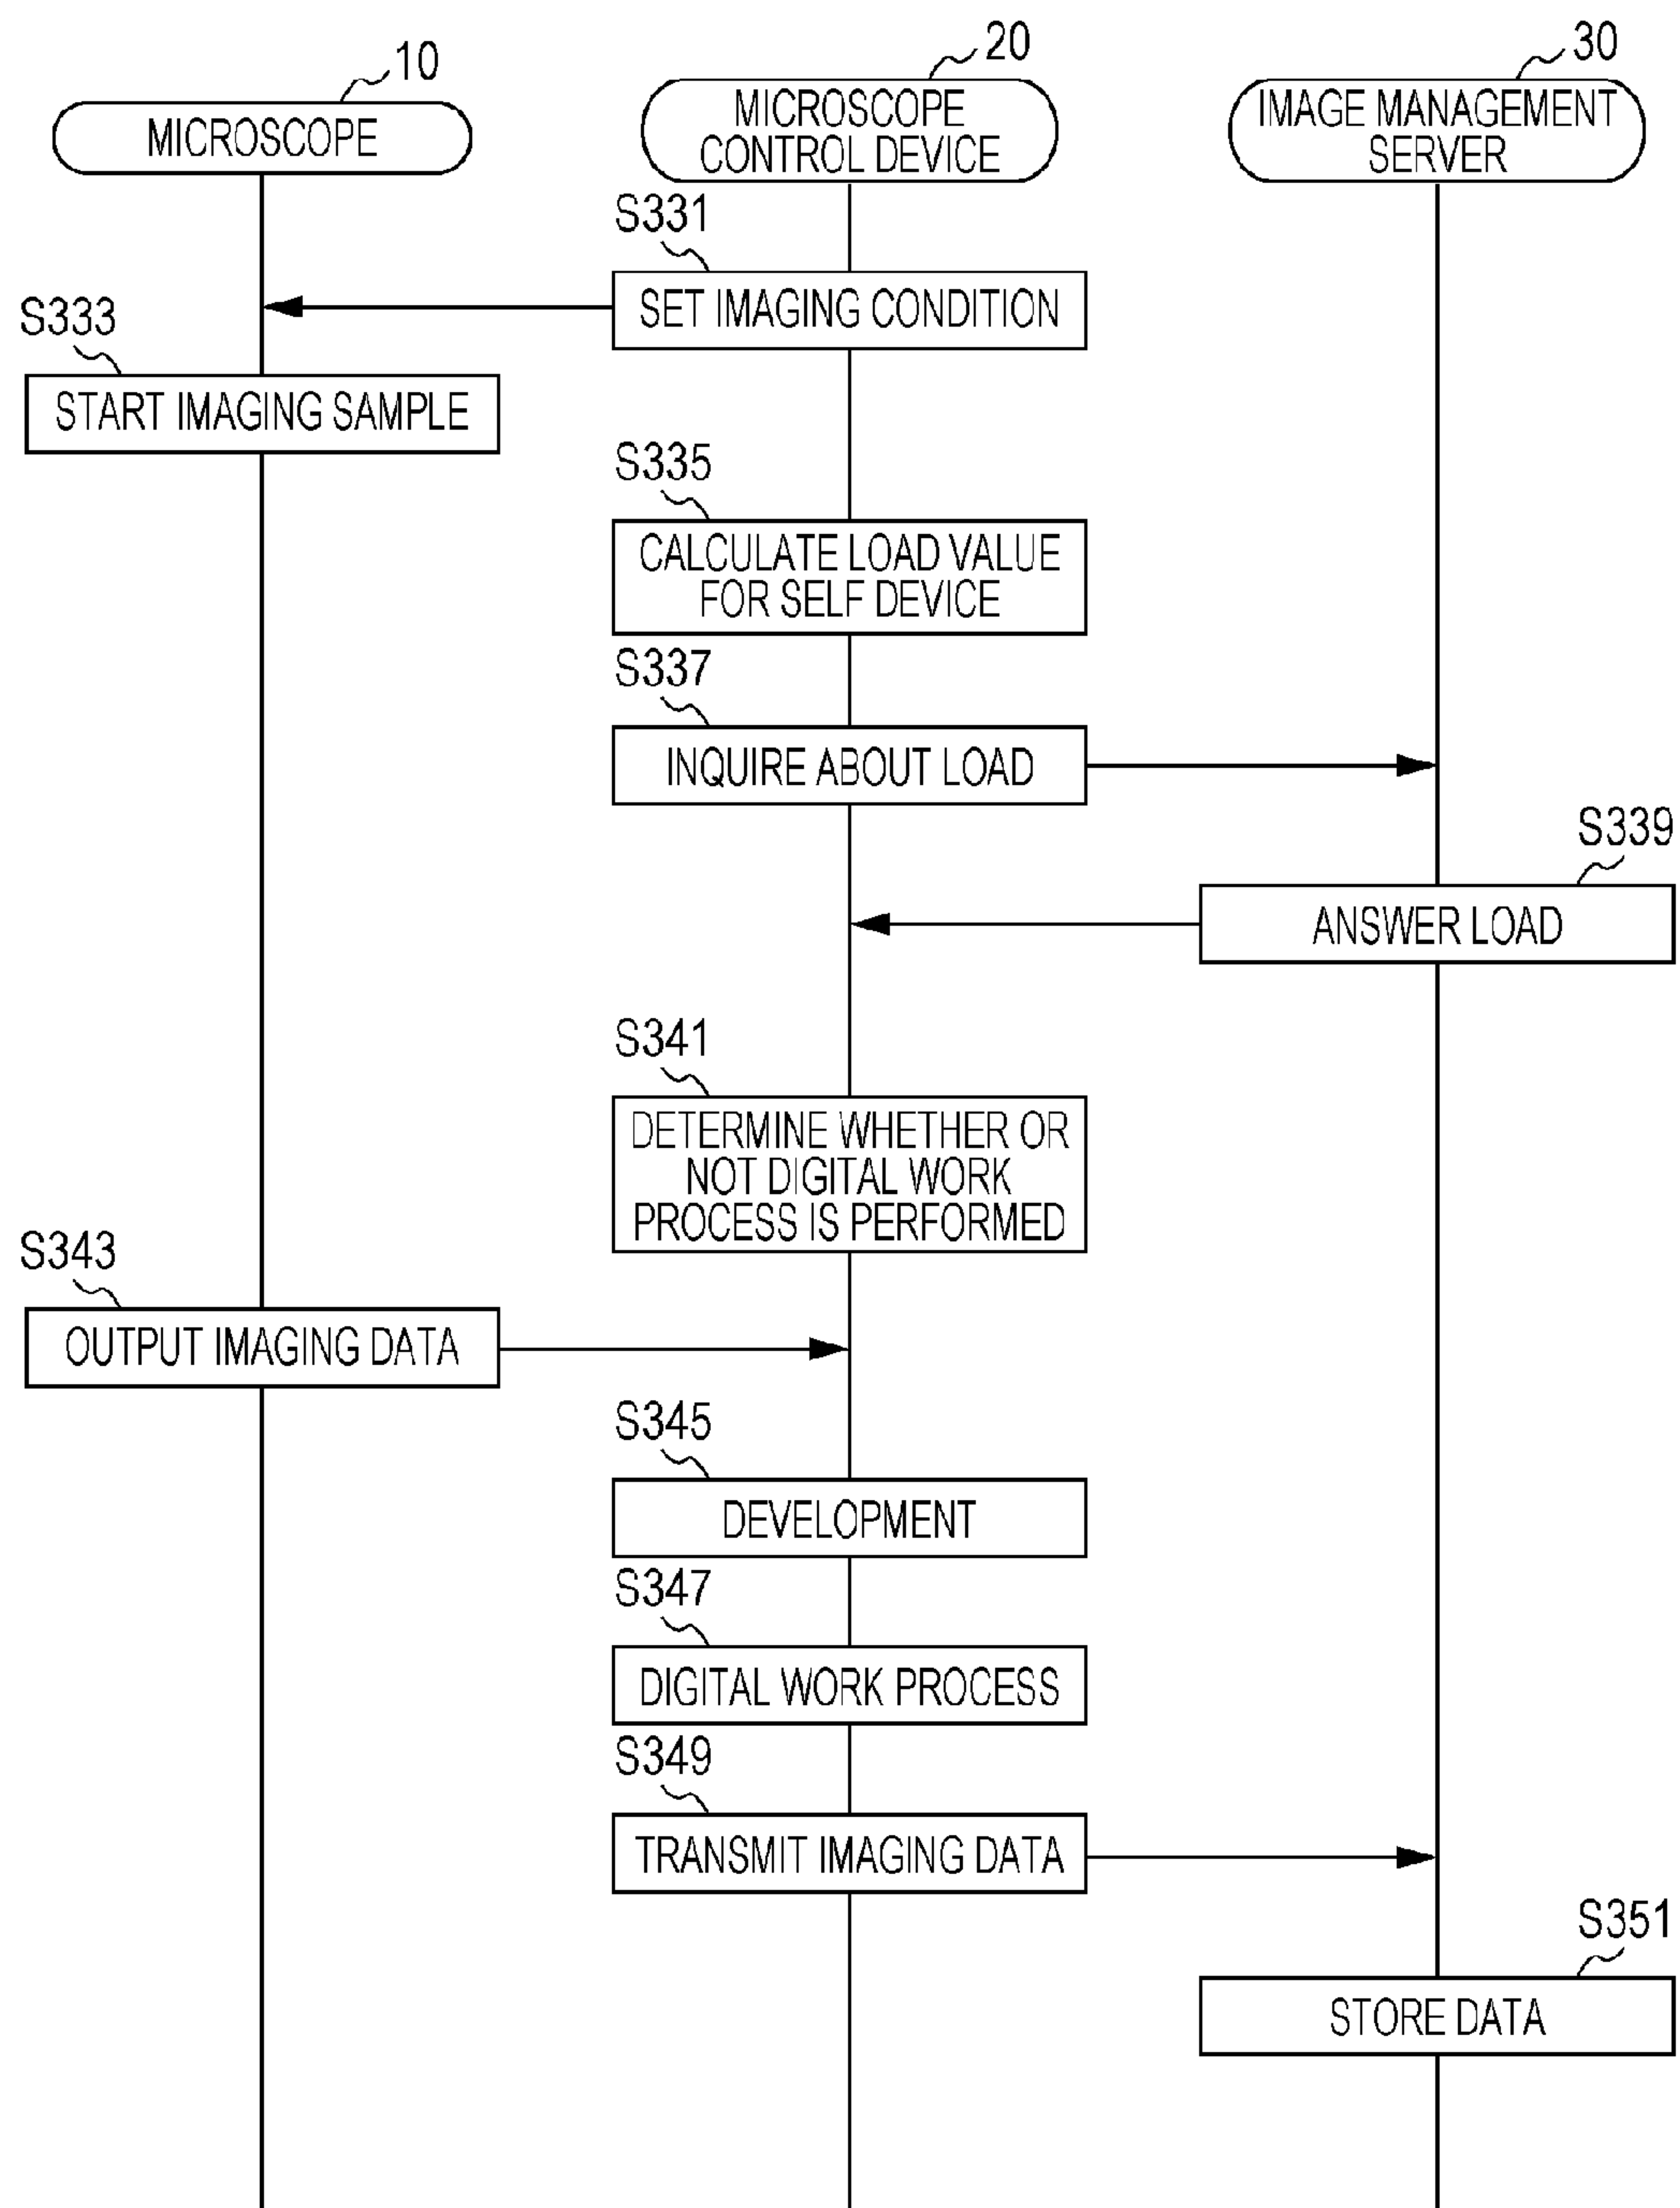 10
MICROSCOPE
20
MICROSCOPE
CONTROL DEVICE
30
IMAGE MANAGEMENT
SERVER
S331
SET IMAGING CONDITION
S333
START IMAGING SAMPLE
S335
CALCULATE LOAD VALUE
FOR SELF DEVICE
S337
INQUIRE ABOUT LOAD
S339
ANSWER LOAD
S341
DETERMINE WHETHER OR
NOT DIGITAL WORK
PROCESS IS PERFORMED
S343
OUTPUT IMAGING DATA
S345
DEVELOPMENT
S347
DIGITAL WORK PROCESS
S349
TRANSMIT IMAGING DATA
S351
STORE DATA